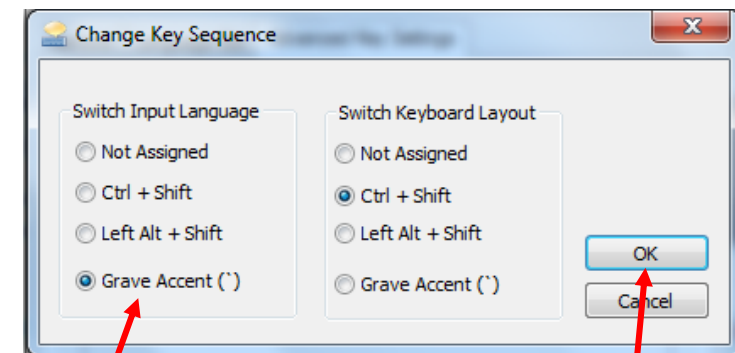 Change Key Sequence
Switch Input Language
Not Assigned
Ctrl + Shift
Left Alt + Shift
Grave Accent (`)
Switch Keyboard Layout
Not Assigned
Ctrl + Shift
Left Alt + Shift
Grave Accent (`)
OK
Cancel